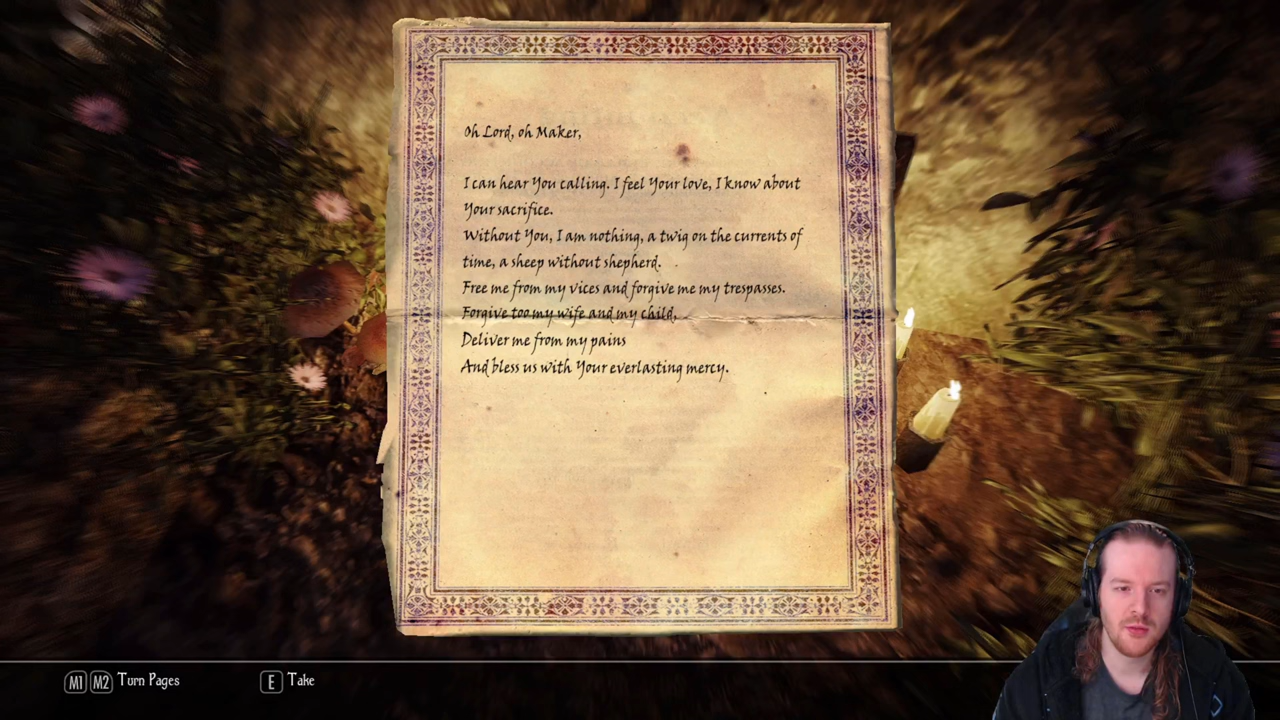 Oh Lord, oh Maker,
I can hear You calling. I feel Your love, I know about
Your sacrifice.
Without You, I am nothing, a twig on the currents of
time, a sheep without shepherd.
Free me from my vices and forgive me my trespasses.
Forgive too my wife and my child,
Deliver me from my pains
And bless us with Your everlasting mercy.
M1 M2 Turn Pages
E Take